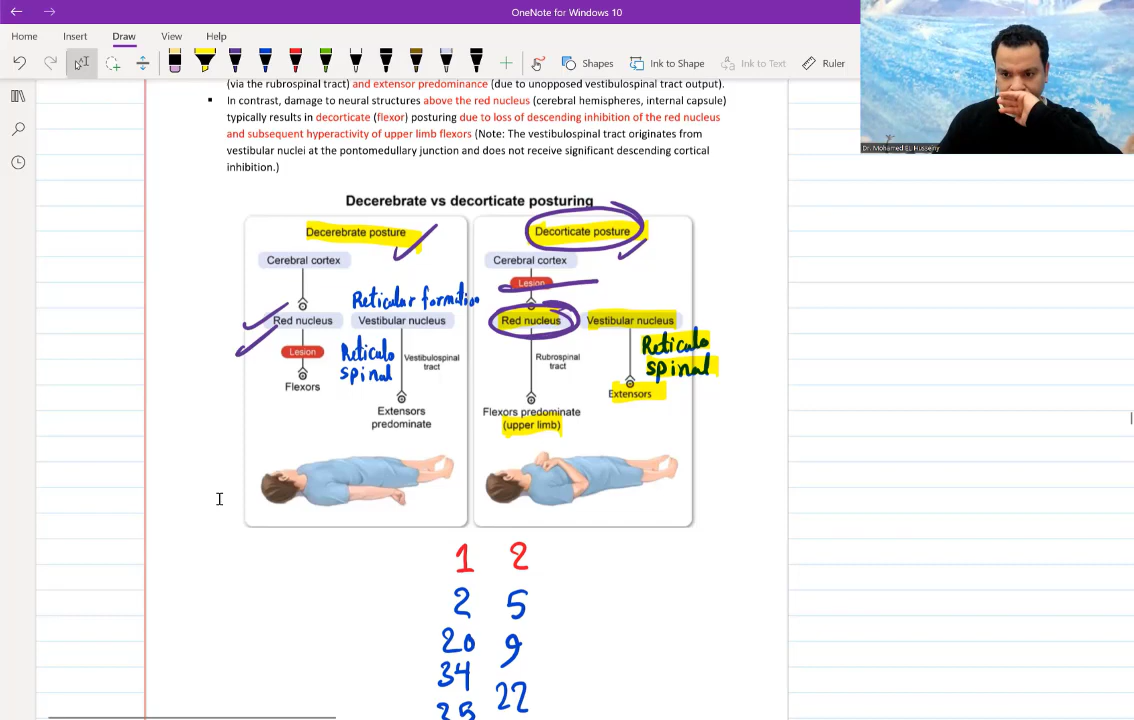 OneNote for Windows 10
Home Insert Draw View Help
Shapes Ink to Shape Ink to Text Ruler
Dr. Mohamed EL Husseiny
(via the rubrospinal tract) and extensor predominance (due to unopposed vestibulospinal tract output).
In contrast, damage to neural structures above the red nucleus (cerebral hemispheres, internal capsule)
typically results in decorticate (flexor) posturing due to loss of descending inhibition of the red nucleus
and subsequent hyperactivity of upper limb flexors (Note: The vestibulospinal tract originates from
vestibular nuclei at the pontomedullary junction and does not receive significant descending cortical
inhibition.)
Decerebrate vs decorticate posturing
Decerebrate posture
Cerebral cortex
Reticular formation
Red nucleus
Vestibular nucleus
Lesion
Reticulo
spinal
Vestibulospinal
tract
Flexors
Extensors
predominate
Decorticate posture
Cerebral cortex
Lesion
Red nucleus
Vestibular nucleus
Reticulo
spinal
Rubrospinal
tract
Extensors
Flexors predominate
(upper limb)
1 2
2 5
20 9
34 22